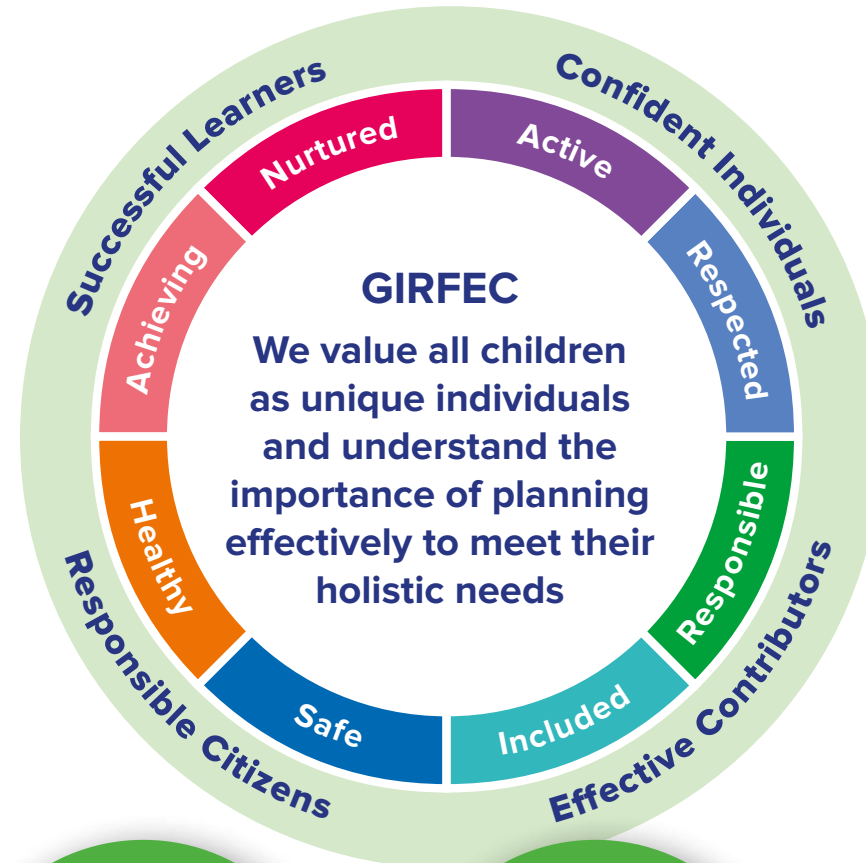 Successful Learners
Confident Individuals
Nurtured
Active
Achieving
Respected
GIRFEC
We value all children
as unique individuals
and understand the
importance of planning
effectively to meet their
holistic needs
Healthy
Responsible
Safe
Included
Responsible Citizens
Effective Contributors